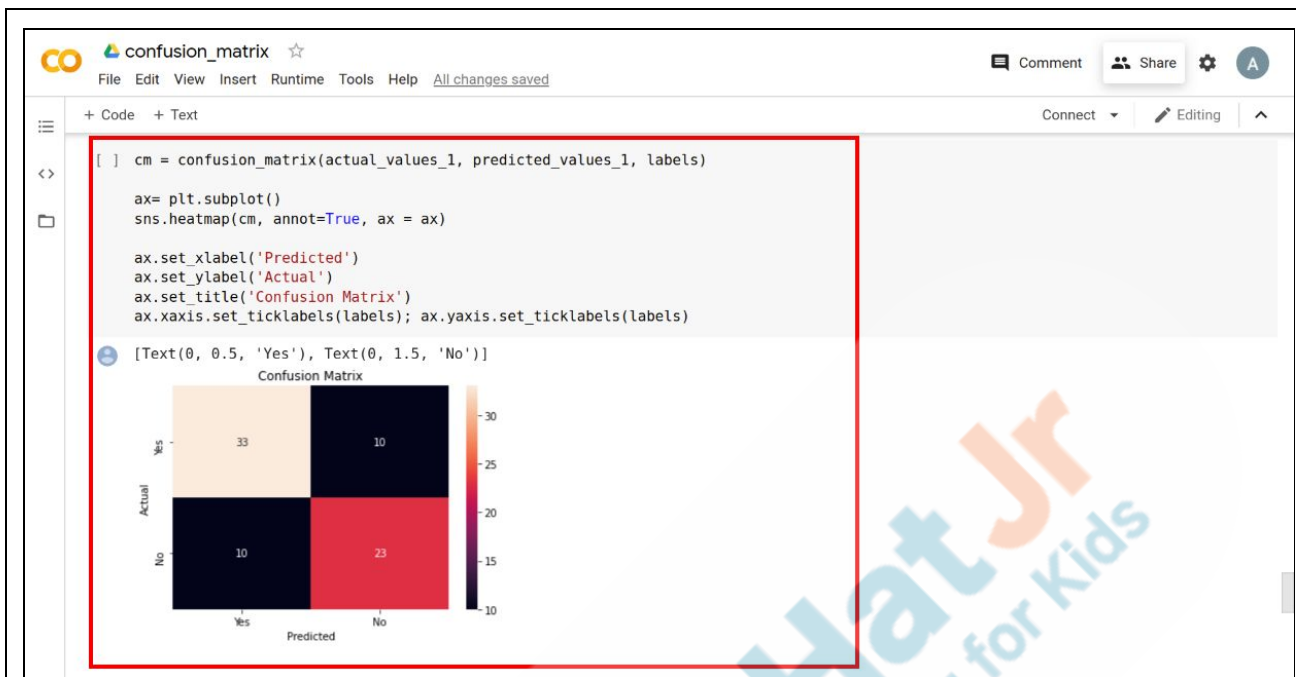 CO confusion_matrix
File Edit View Insert Runtime Tools Help All changes saved
Comment Share A
+ Code + Text
Connect Editing
[ ] cm = confusion_matrix(actual_values_1, predicted_values_1, labels)
ax= plt.subplot()
sns.heatmap(cm, annot=True, ax = ax)
ax.set_xlabel('Predicted')
ax.set_ylabel('Actual')
ax.set_title('Confusion Matrix')
ax.xaxis.set_ticklabels(labels); ax.yaxis.set_ticklabels(labels)
[Text(0, 0.5, 'Yes'), Text(0, 1.5, 'No')]
Confusion Matrix
Yes 33 10
No 10 23
Actual
Yes No
Predicted
30
25
20
15
10
Hat Jr
for Kids